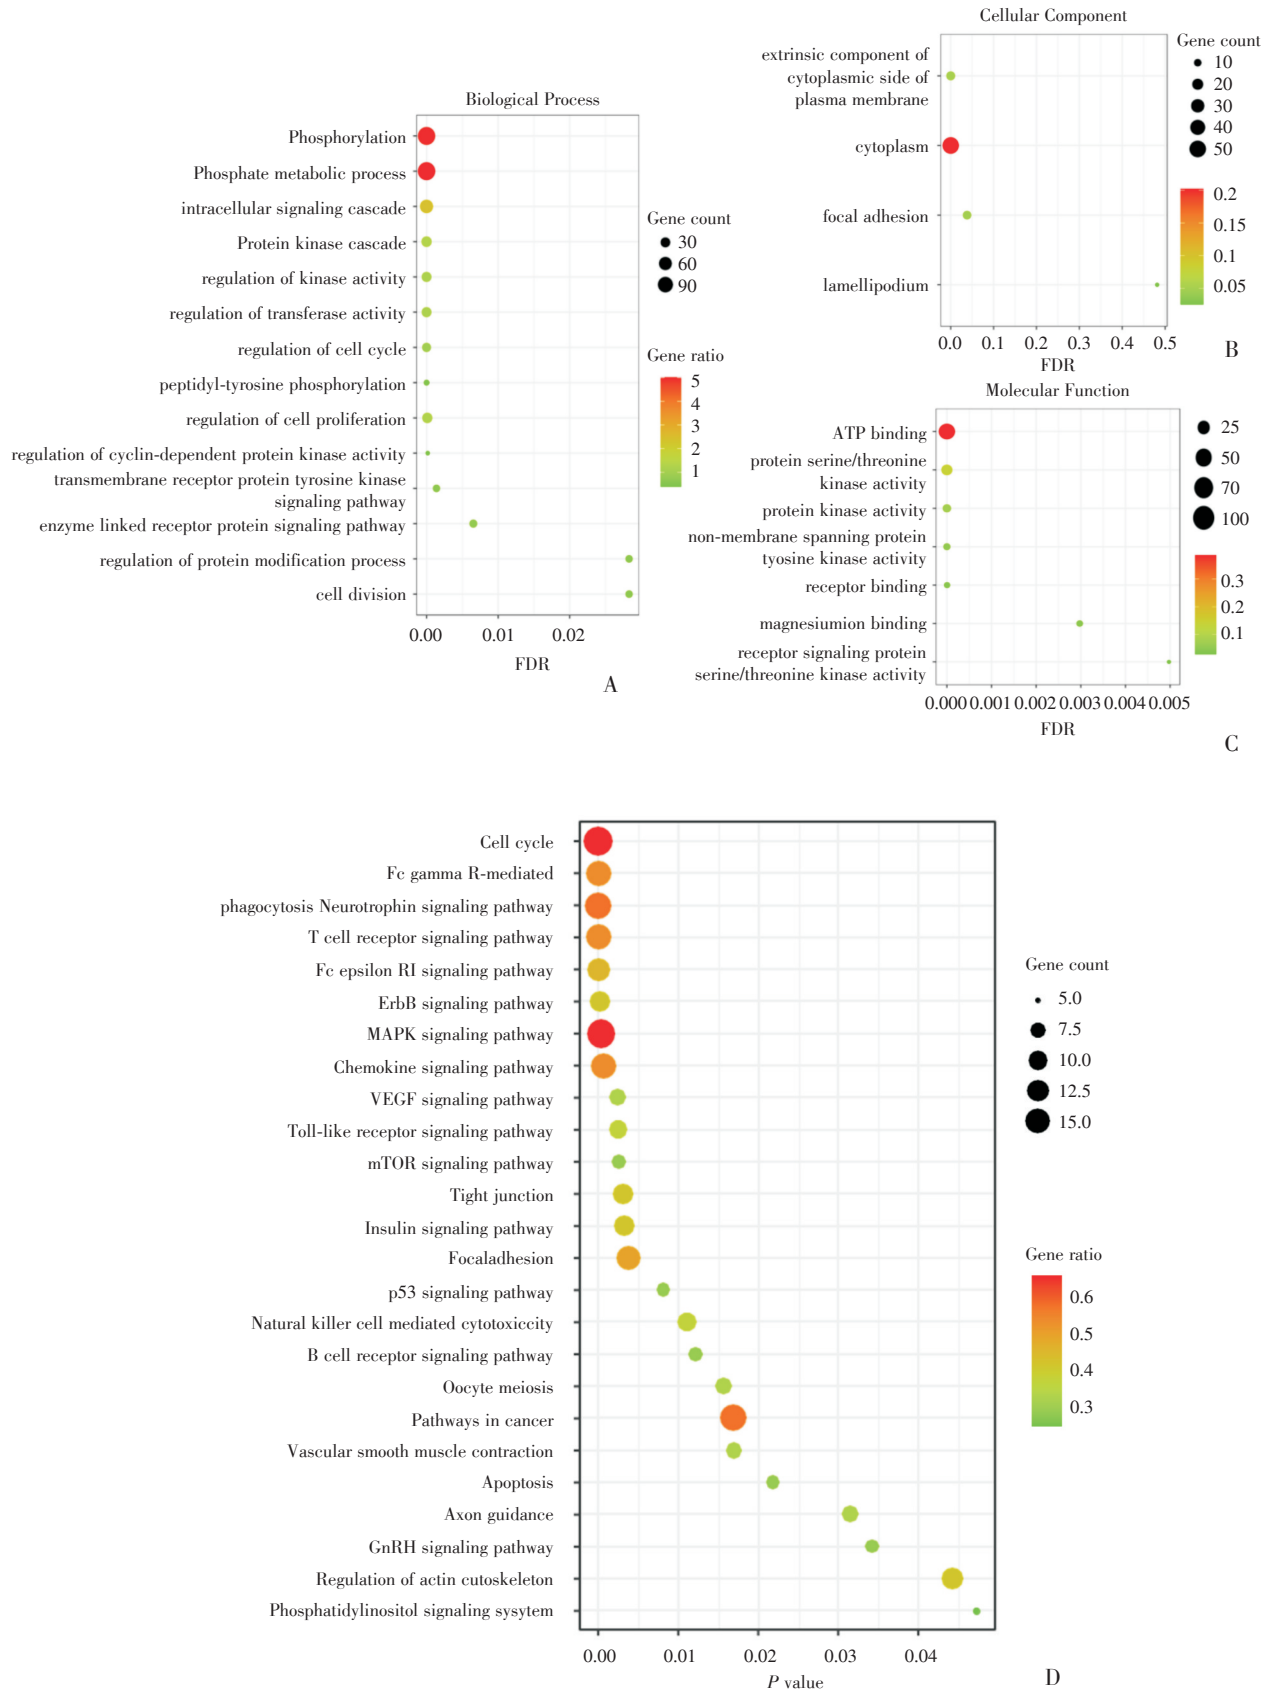 Biological Process
Phosphorylation
Phosphate metabolic process
intracellular signaling cascade
Protein kinase cascade
regulation of kinase activity
regulation of transferase activity
regulation of cell cycle
peptidyl-tyrosine phosphorylation
regulation of cell proliferation
regulation of cyclin-dependent protein kinase activity
transmembrane receptor protein tyrosine kinase
signaling pathway
enzyme linked receptor protein signaling pathway
regulation of protein modification process
cell division
0.00 0.01 0.02
FDR
Gene count
30
60
90
Gene ratio
5
4
3
2
1
A
Cellular Component
extrinsic component of
cytoplasmic side of
plasma membrane
cytoplasm
focal adhesion
lamellipodium
0.0 0.1 0.2 0.3 0.4 0.5
FDR
Gene count
10
20
30
40
50
0.2
0.15
0.1
0.05
B
Molecular Function
ATP binding
protein serine/threonine
kinase activity
protein kinase activity
non-membrane spanning protein
tyosine kinase activity
receptor binding
magnesiumion binding
receptor signaling protein
serine/threonine kinase activity
0.000 0.001 0.002 0.003 0.004 0.005
FDR
25
50
70
100
0.3
0.2
0.1
C
Cell cycle
Fc gamma R-mediated
phagocytosis Neurotrophin signaling pathway
T cell receptor signaling pathway
Fc epsilon RI signaling pathway
ErbB signaling pathway
MAPK signaling pathway
Chemokine signaling pathway
VEGF signaling pathway
Toll-like receptor signaling pathway
mTOR signaling pathway
Tight junction
Insulin signaling pathway
Focaladhesion
p53 signaling pathway
Natural killer cell mediated cytotoxiccity
B cell receptor signaling pathway
Oocyte meiosis
Pathways in cancer
Vascular smooth muscle contraction
Apoptosis
Axon guidance
GnRH signaling pathway
Regulation of actin cutoskeleton
Phosphatidylinositol signaling sysytem
0.00 0.01 0.02 0.03 0.04
P value
Gene count
5.0
7.5
10.0
12.5
15.0
Gene ratio
0.6
0.5
0.4
0.3
D